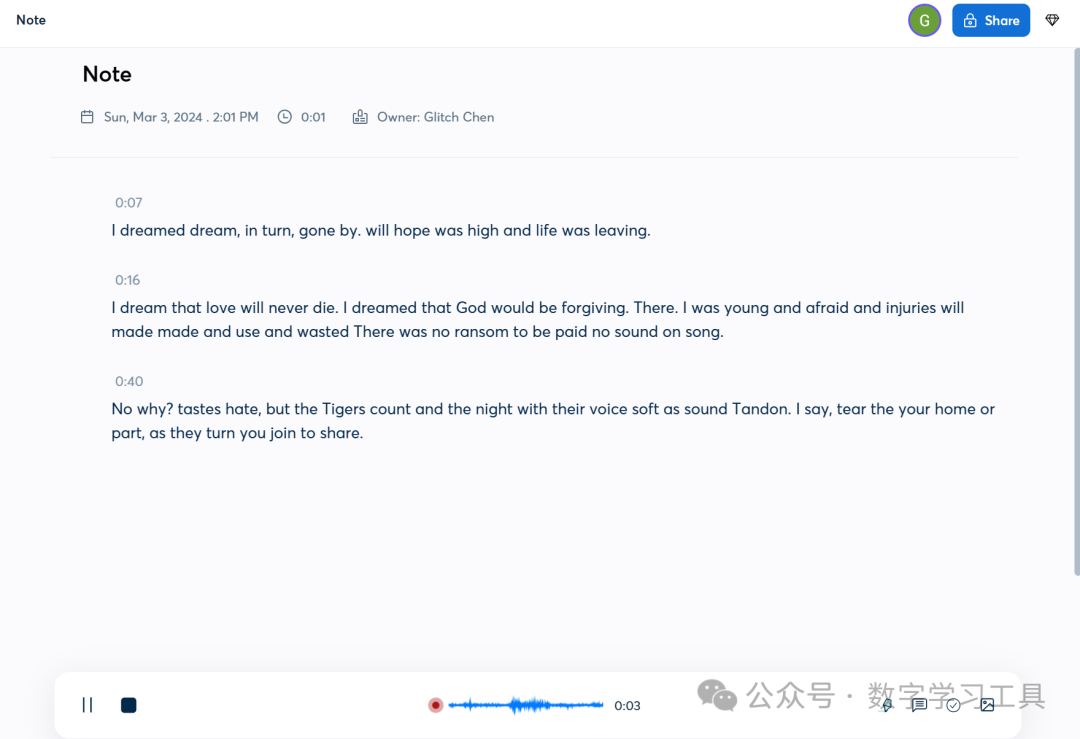 Note
G
Share
Note
Sun, Mar 3, 2024 . 2:01 PM
0:01
Owner: Glitch Chen
0:07
I dreamed dream, in turn, gone by. will hope was high and life was leaving.
0:16
I dream that love will never die. I dreamed that God would be forgiving. There. I was young and afraid and injuries will
made made and use and wasted There was no ransom to be paid no sound on song.
0:40
No why? tastes hate, but the Tigers count and the night with their voice soft as sound Tandon. I say, tear the your home or
part, as they turn you join to share.
0:03
公众号 · 数字学习工具